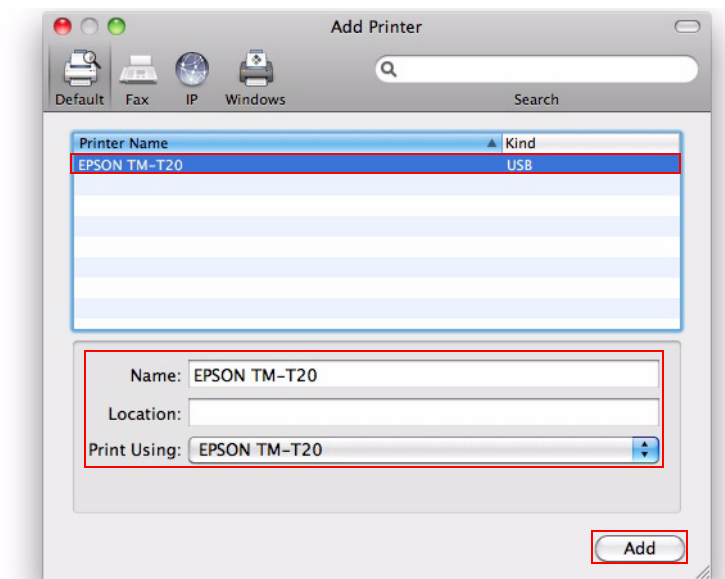 Add Printer
Default Fax IP Windows Search
Printer Name Kind
EPSON TM-T20 USB
Name: EPSON TM-T20
Location:
Print Using: EPSON TM-T20
Add